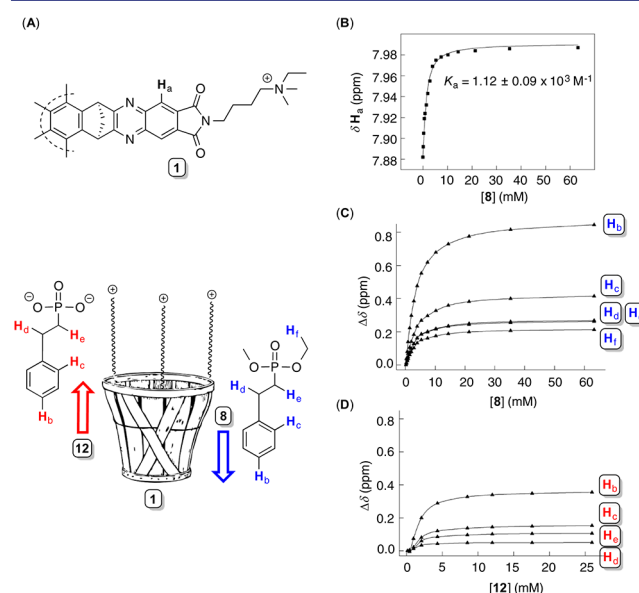 (A)
Ha
N
N
N
O
O
N
⊕
1
(B)
7.98
7.96
7.94
7.92
7.90
7.88
δ Ha (ppm)
Ka = 1.12 ± 0.09 x 10³ M⁻¹
0 10 20 30 40 50 60
[8] (mM)
(C)
0.8
0.6
0.4
0.2
0.0
Δδ (ppm)
Hb
Hc
Hd
Hf
0 10 20 30 40 50 60
[8] (mM)
O
⊖O P O⊖
Hd
He
Hc
Hb
12
⊕ ⊕ ⊕
1
8
Hf
O
O P O
Hd
He
Hc
Hb
(D)
0.8
0.6
0.4
0.2
0.0
Δδ (ppm)
Hb
Hc
He
Hd
0 5 10 15 20 25
[12] (mM)